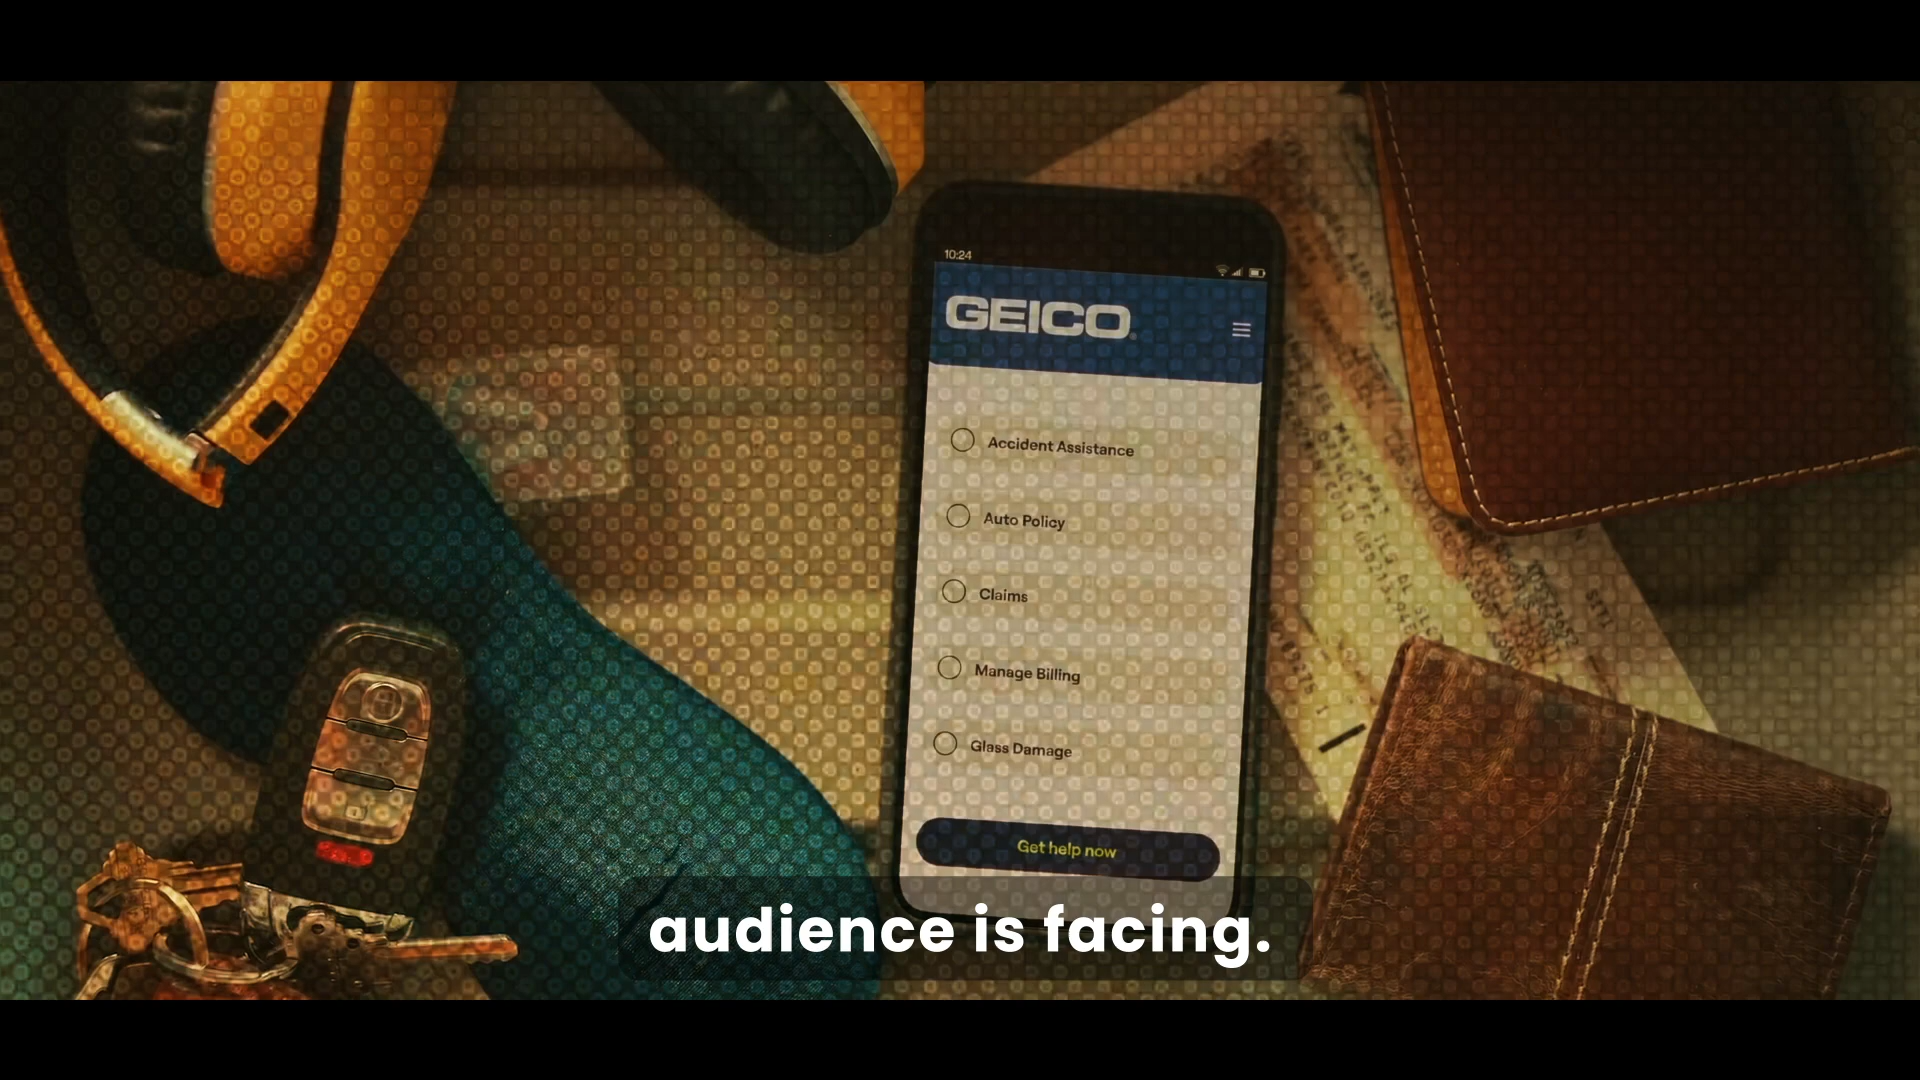 10:24
GEICO
Accident Assistance
Auto Policy
Claims
Manage Billing
Glass Damage
Get help now
audience is facing.